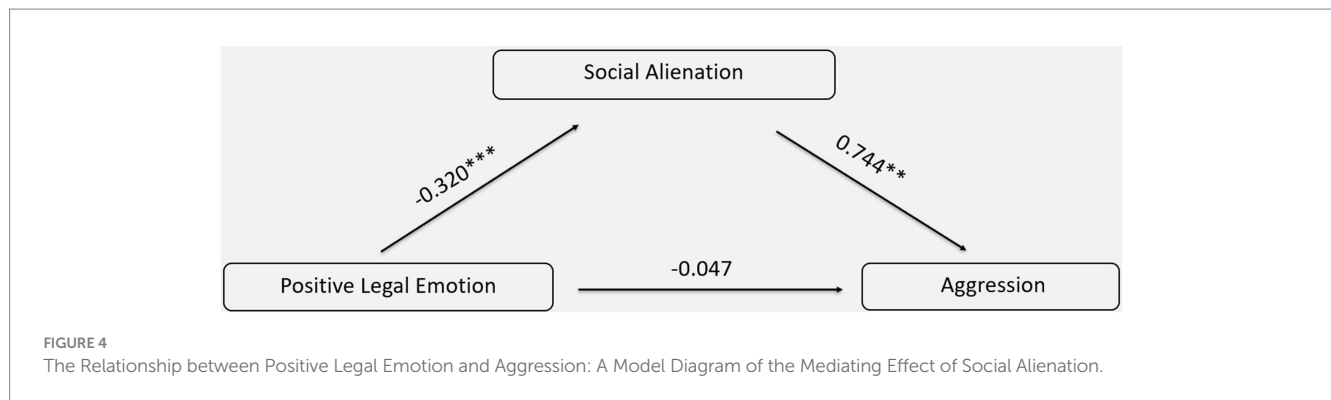 Social Alienation
-0.320***
0.744**
Positive Legal Emotion
-0.047
Aggression
FIGURE 4
The Relationship between Positive Legal Emotion and Aggression: A Model Diagram of the Mediating Effect of Social Alienation.